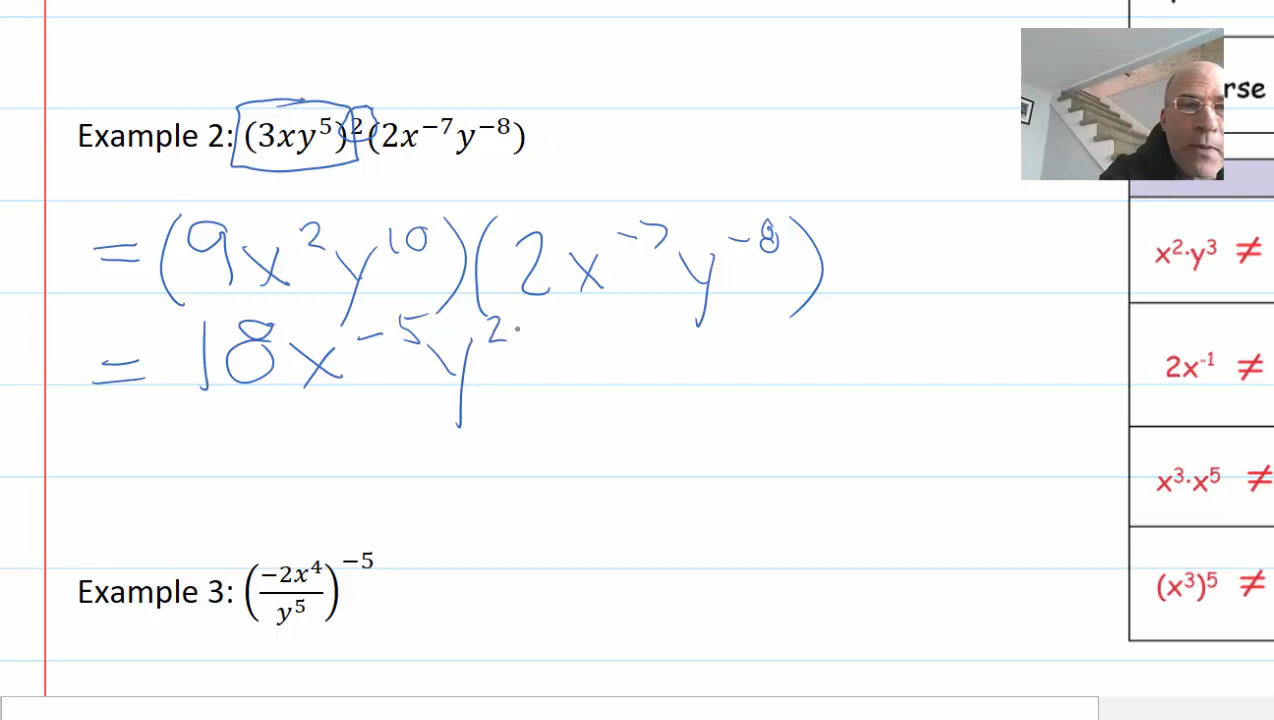 rse
Example 2: (3xy⁵)²(2x⁻⁷y⁻⁸)
= (9x²y¹⁰)(2x⁻⁷y⁻⁸)
= 18x⁻⁵y²
x²·y³ ≠
2x⁻¹ ≠
x³·x⁵ ≠
(x³)⁵ ≠
Example 3: (−2x⁴/y⁵)⁻⁵